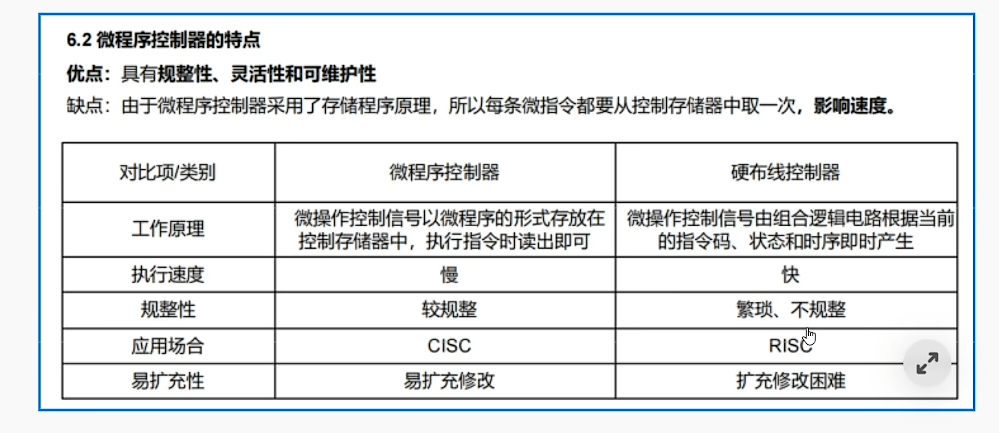 6.2 微程序控制器的特点
优点：具有规整性、灵活性和可维护性
缺点：由于微程序控制器采用了存储程序原理，所以每条微指令都要从控制存储器中取一次，影响速度。
对比项/类别 微程序控制器 硬布线控制器
工作原理 微操作控制信号以微程序的形式存放在控制存储器中，执行指令时读出即可 微操作控制信号由组合逻辑电路根据当前的指令码、状态和时序即时产生
执行速度 慢 快
规整性 较规整 繁琐、不规整
应用场合 CISC RISC
易扩充性 易扩充修改 扩充修改困难